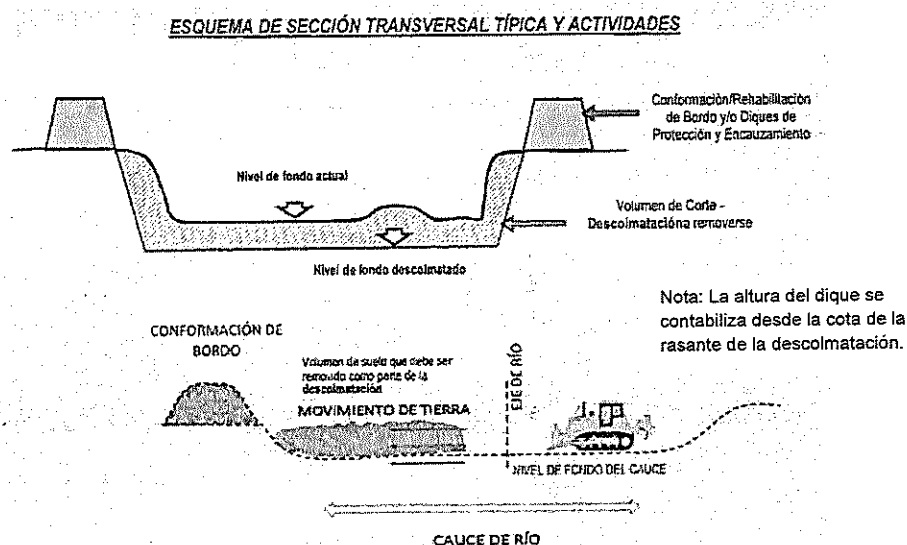 ESQUEMA DE SECCIÓN TRANSVERSAL TÍPICA Y ACTIVIDADES
Conformación/Rehabilitación
de Bordo y/o Diques de
Protección y Encauzamiento
Nivel de fondo actual
Volumen de Corte -
Descolmatacióna removerse
Nivel de fondo descolmatado
Nota: La altura del dique se
contabiliza desde la cota de la
rasante de la descolmatación.
CONFORMACIÓN DE
BORDO
Volumen de suelo que debe ser
removido como parte de la
descolmatación
MOVIMIENTO DE TIERRA
EJE DE RÍO
NIVEL DE FONDO DEL CAUCE
CAUCE DE RÍO